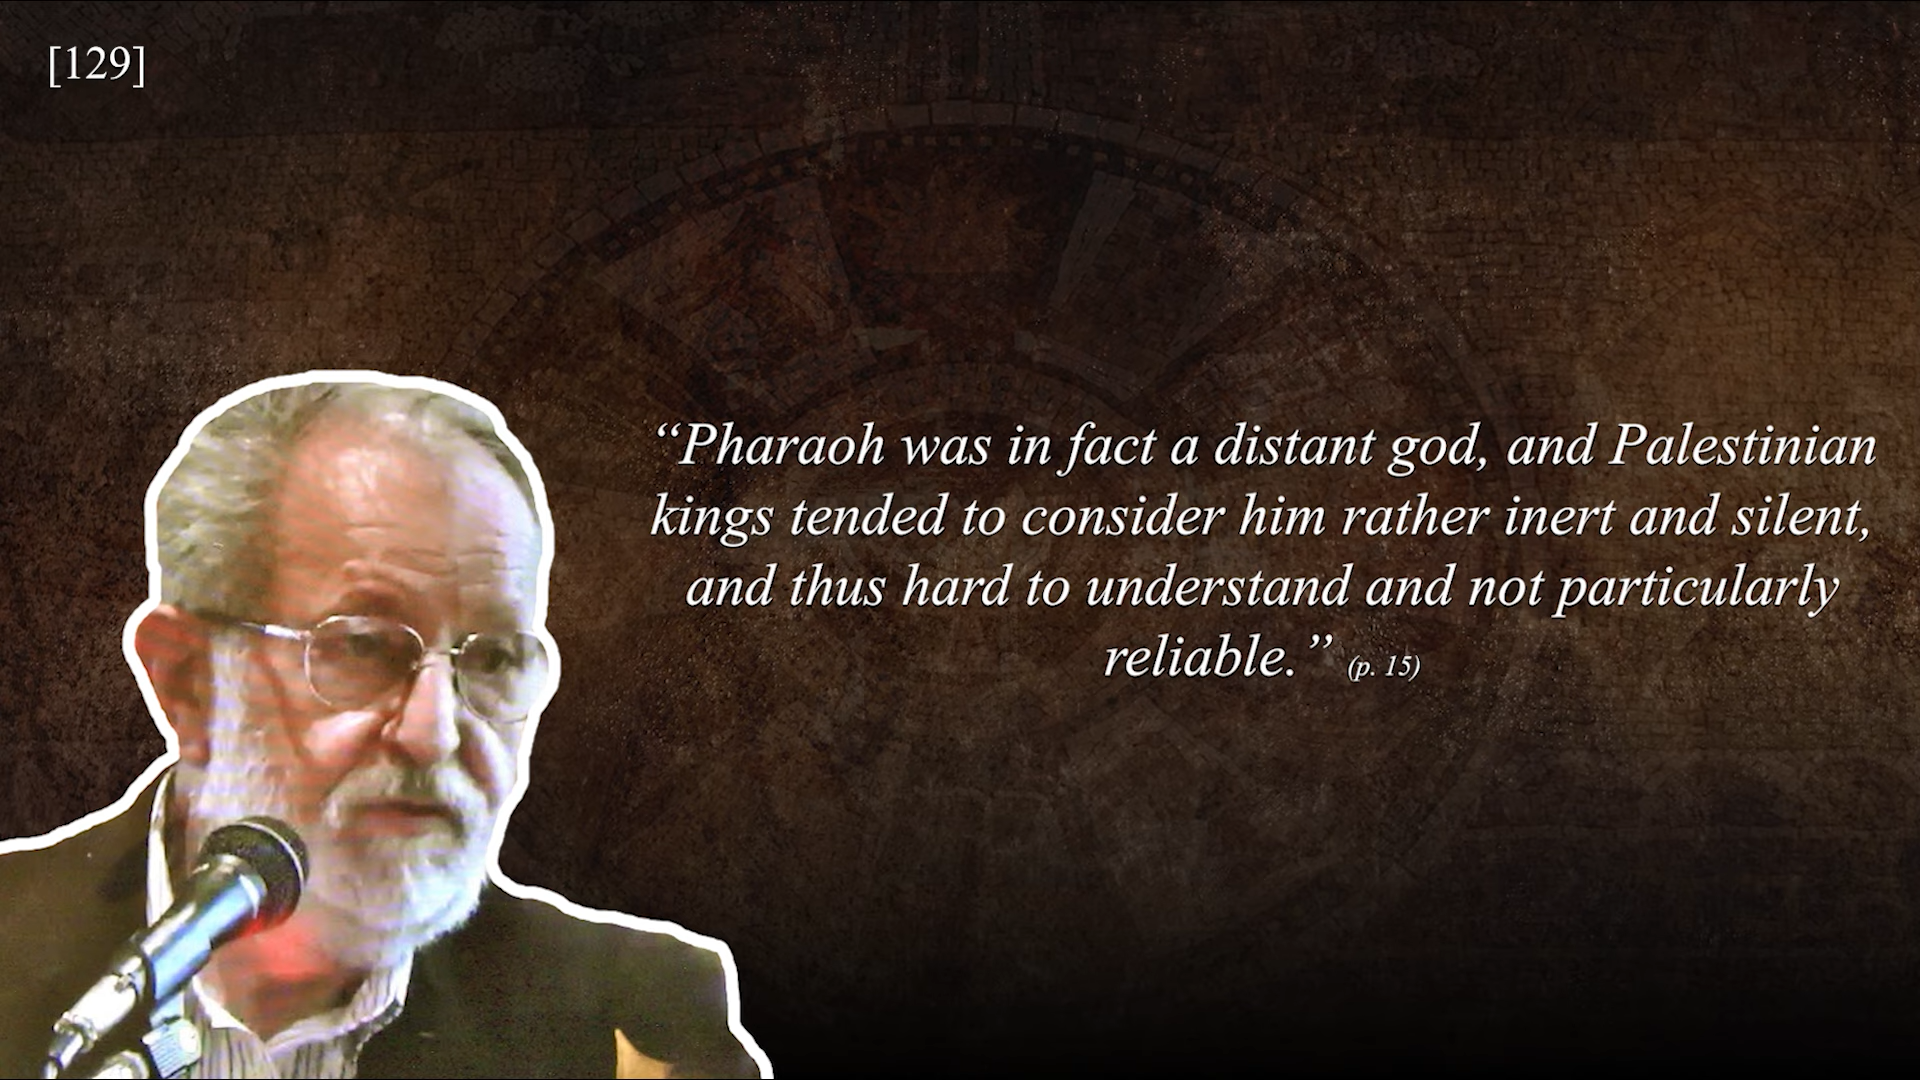 [129]
“Pharaoh was in fact a distant god, and Palestinian
kings tended to consider him rather inert and silent,
and thus hard to understand and not particularly
reliable.” (p. 15)